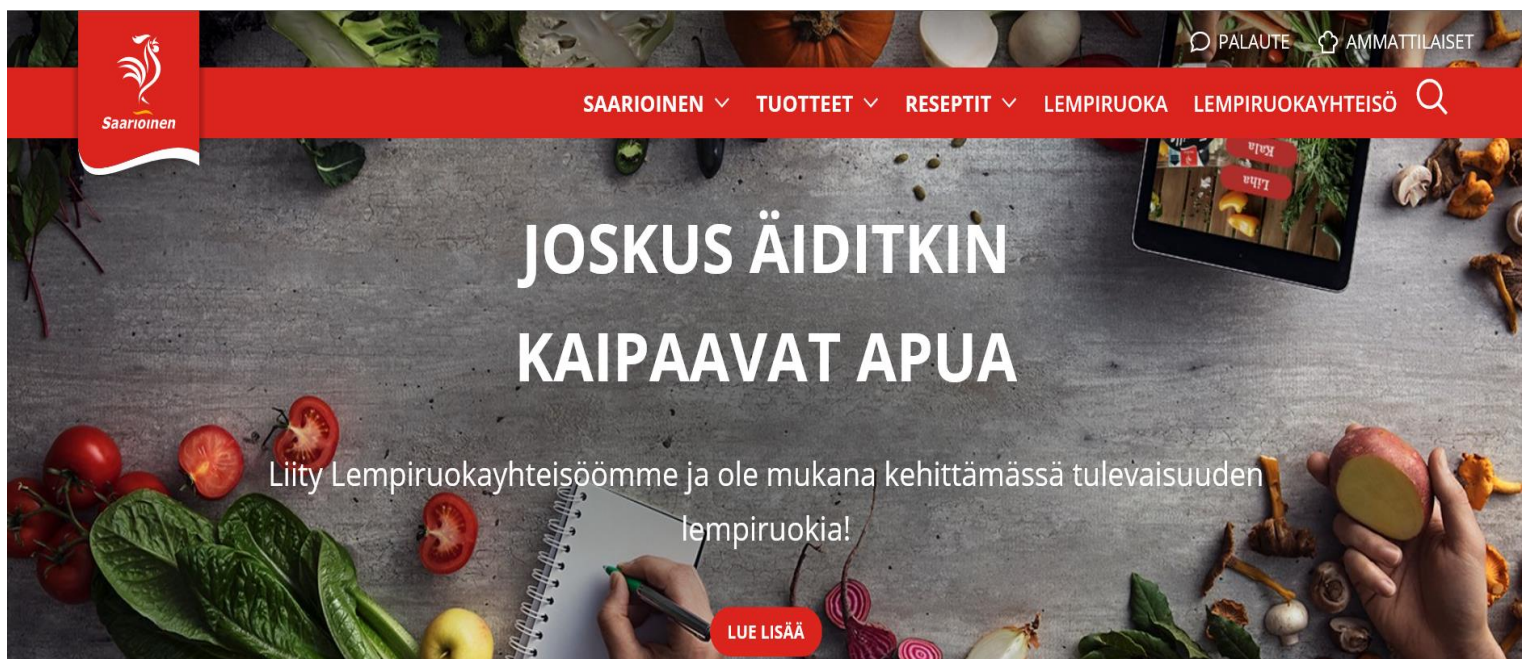 PALAUTE AMMATTILAISET
Saarioinen
SAARIOINEN TUOTTEET RESEPTIT LEMPIRUOKA LEMPIRUOKAYHTEISÖ
Kala
Liha
JOSKUS ÄIDITKIN
KAIPAAVAT APUA
Liity Lempiruokayhteisöömme ja ole mukana kehittämässä tulevaisuuden
lempiruokia!
LUE LISÄÄ